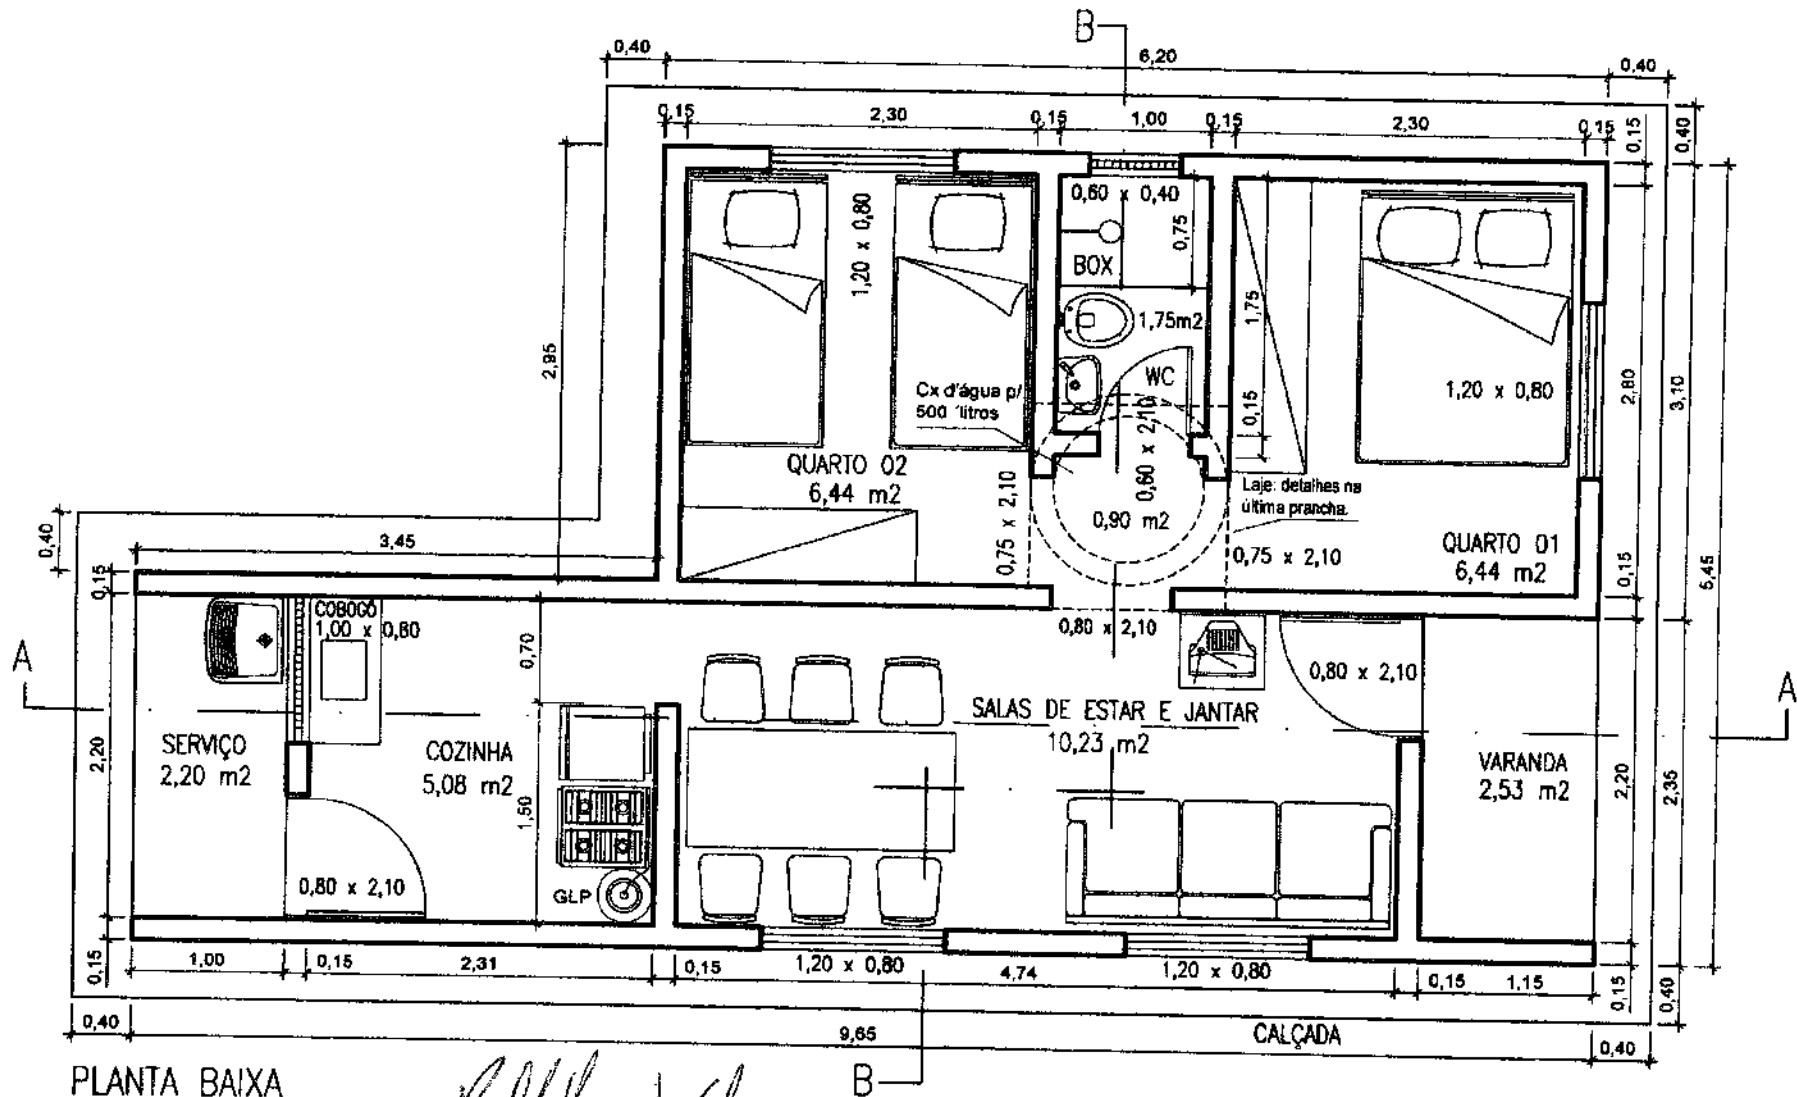 B
0,40
6,20
0,40
0,15
2,30
0,15
1,00
0,15
2,30
0,15
0,15
0,40
0,60 x 0,40
1,20 x 0,80
0,75
BOX
1,75m2
1,75
2,95
WC
Cx d'água p/
500 litros
0,15
1,20 x 0,80
2,80
3,10
0,60 x 2,10
QUARTO 02
6,44 m2
0,75 x 2,10
0,90 m2
Laje: detalhes na
última prancha.
0,75 x 2,10
QUARTO 01
6,44 m2
0,15
5,45
0,40
3,45
0,15
COBOGÓ
1,00 x 0,80
0,70
0,80 x 2,10
0,80 x 2,10
A
A
SALAS DE ESTAR E JANTAR
10,23 m2
SERVIÇO
2,20 m2
COZINHA
5,08 m2
VARANDA
2,53 m2
2,20
1,50
2,20
2,35
0,80 x 2,10
GLP
0,15
1,00
0,15
2,31
0,15
1,20 x 0,80
4,74
1,20 x 0,80
0,15
1,15
0,15
0,40
0,40
9,65
CALÇADA
0,40
PLANTA BAIXA
B